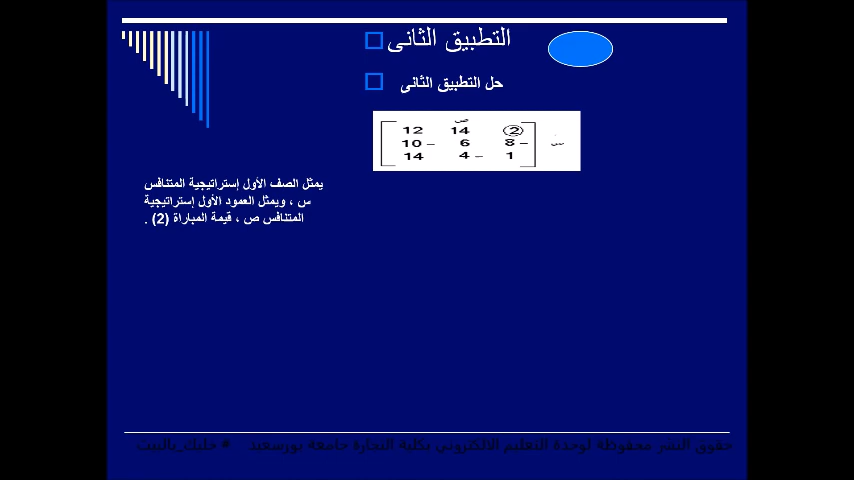 التطبيق الثانى
حل التطبيق الثانى
ص
12 14 2
س
10 – 6 8 –
14 4 – 1
يمثل الصف الأول إستراتيجية المتنافس
س ، ويمثل العمود الأول إستراتيجية
المتنافس ص ، قيمة المباراة (2) .
حقوق النشر محفوظة لوحدة التعليم الالكتروني بكلية التجارة جامعة بورسعيد # خليك_بالبيت